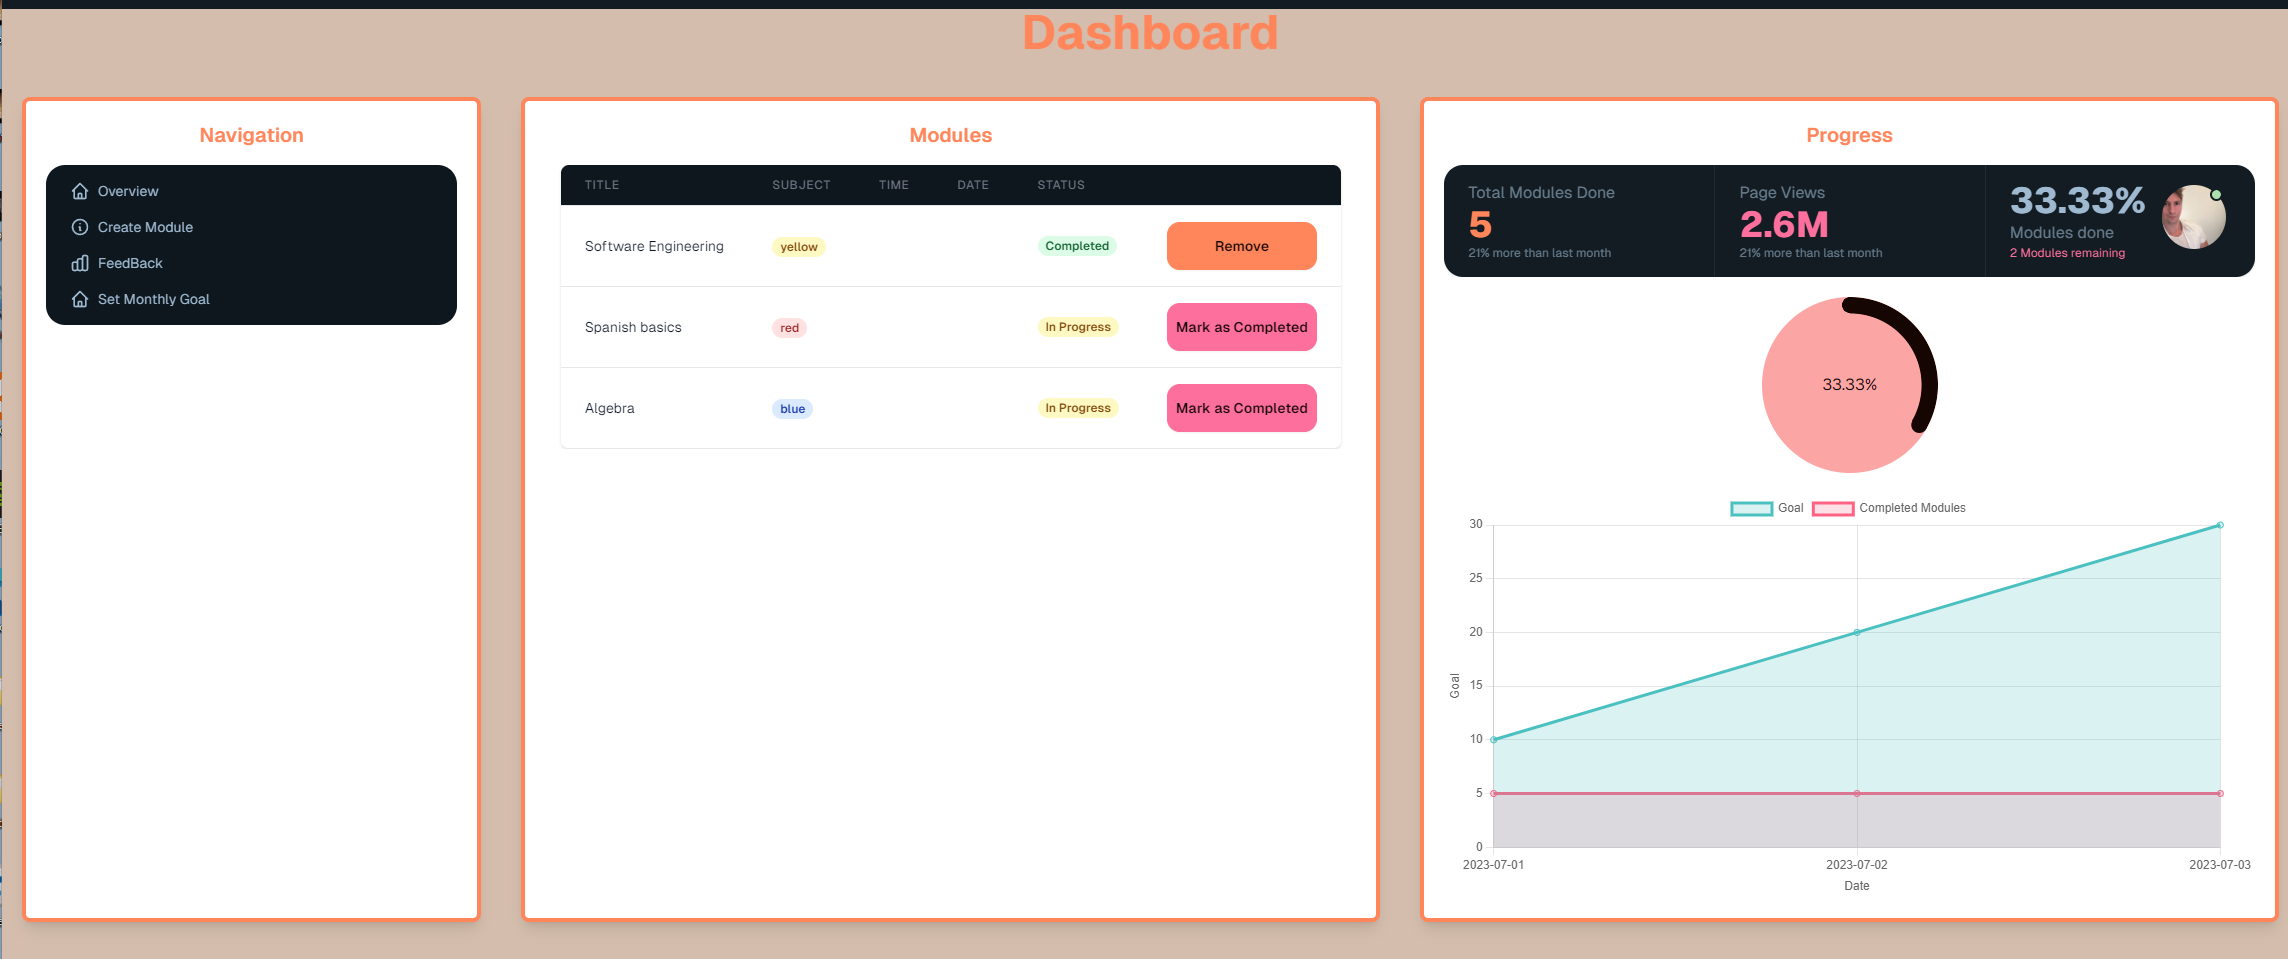 Dashboard
Navigation
Overview
Create Module
FeedBack
Set Monthly Goal
Modules
TITLE SUBJECT TIME DATE STATUS
Software Engineering yellow Completed Remove
Spanish basics red In Progress Mark as Completed
Algebra blue In Progress Mark as Completed
Progress
Total Modules Done
5
21% more than last month
Page Views
2.6M
21% more than last month
33.33%
Modules done
2 Modules remaining
33.33%
Goal Completed Modules
30
25
20
15
10
5
0
Goal
2023-07-01 2023-07-02 2023-07-03
Date